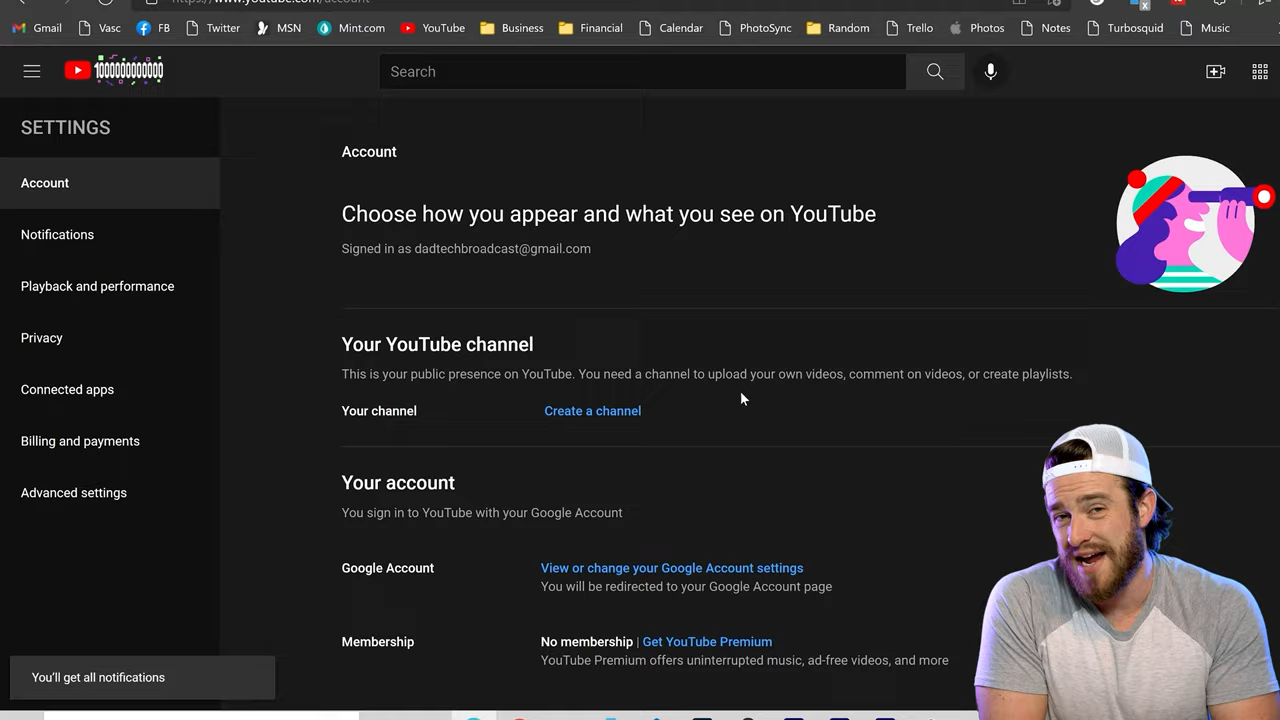 https://www.youtube.com/account
Gmail Vasc FB Twitter MSN Mint.com YouTube Business Financial Calendar PhotoSync Random Trello Photos Notes Turbosquid Music
Search
SETTINGS
Account
Notifications
Playback and performance
Privacy
Connected apps
Billing and payments
Advanced settings
Account
Choose how you appear and what you see on YouTube
Signed in as dadtechbroadcast@gmail.com
Your YouTube channel
This is your public presence on YouTube. You need a channel to upload your own videos, comment on videos, or create playlists.
Your channel Create a channel
Your account
You sign in to YouTube with your Google Account
Google Account View or change your Google Account settings
You will be redirected to your Google Account page
Membership No membership | Get YouTube Premium
YouTube Premium offers uninterrupted music, ad-free videos, and more
You'll get all notifications